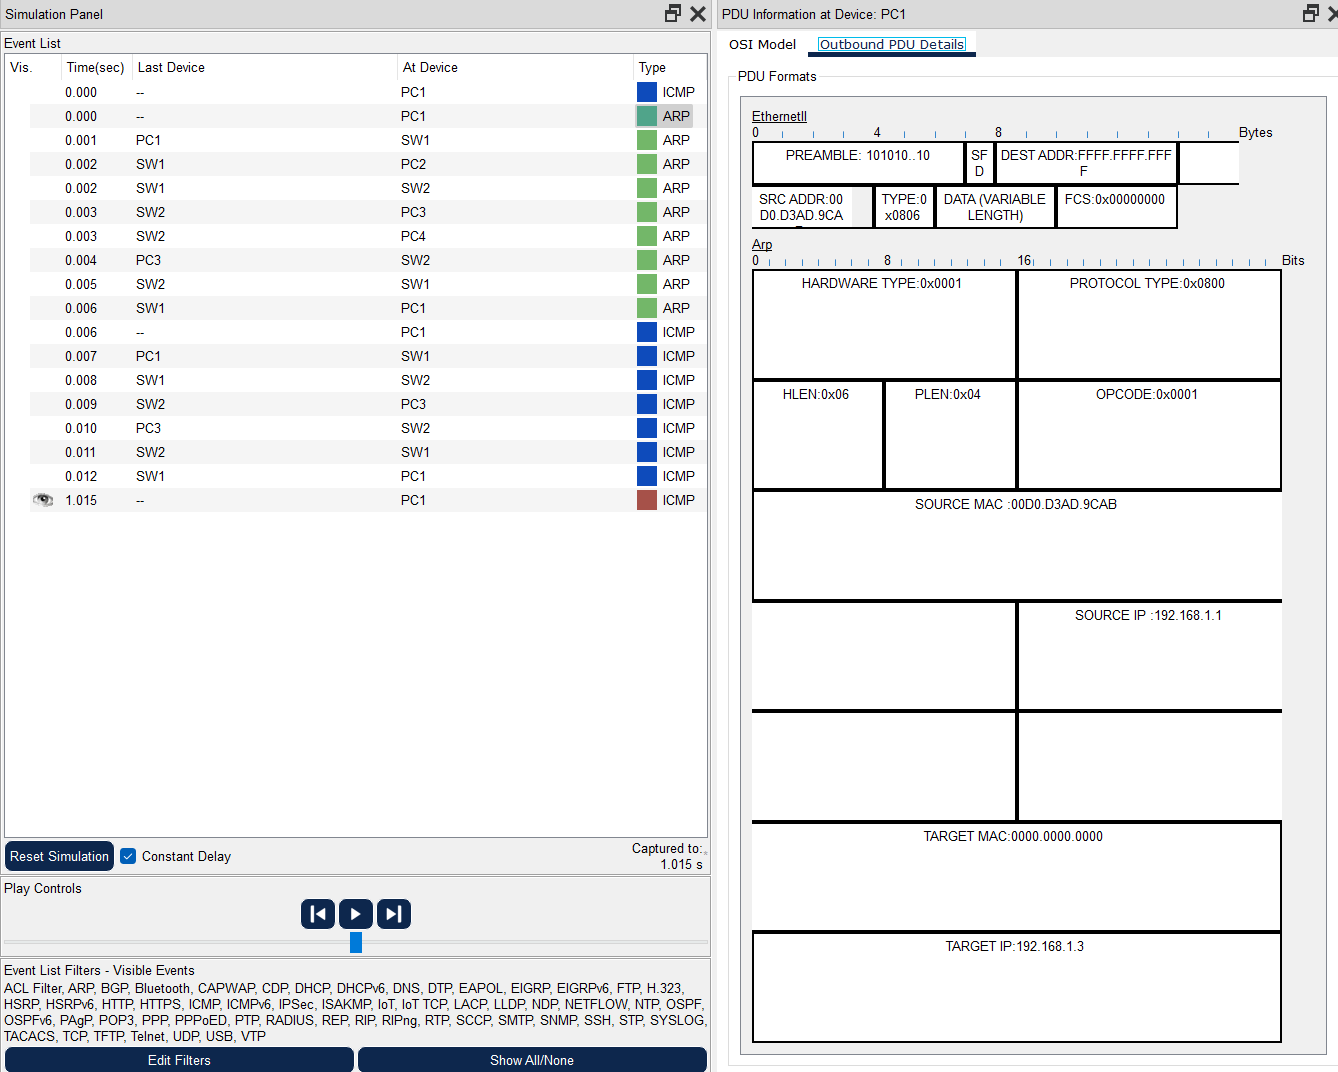 Simulation Panel
Event List
Vis. Time(sec) Last Device At Device Type
0.000 -- PC1 ICMP
0.000 -- PC1 ARP
0.001 PC1 SW1 ARP
0.002 SW1 PC2 ARP
0.002 SW1 SW2 ARP
0.003 SW2 PC3 ARP
0.003 SW2 PC4 ARP
0.004 PC3 SW2 ARP
0.005 SW2 SW1 ARP
0.006 SW1 PC1 ARP
0.006 -- PC1 ICMP
0.007 PC1 SW1 ICMP
0.008 SW1 SW2 ICMP
0.009 SW2 PC3 ICMP
0.010 PC3 SW2 ICMP
0.011 SW2 SW1 ICMP
0.012 SW1 PC1 ICMP
1.015 -- PC1 ICMP
Reset Simulation Constant Delay
Captured to:
1.015 s
Play Controls
Event List Filters - Visible Events
ACL Filter, ARP, BGP, Bluetooth, CAPWAP, CDP, DHCP, DHCPv6, DNS, DTP, EAPOL, EIGRP, EIGRPv6, FTP, H.323,
HSRP, HSRPv6, HTTP, HTTPS, ICMP, ICMPv6, IPSec, ISAKMP, IoT, IoT TCP, LACP, LLDP, NDP, NETFLOW, NTP, OSPF,
OSPFv6, PAgP, POP3, PPP, PPPoED, PTP, RADIUS, REP, RIP, RIPng, RTP, SCCP, SMTP, SNMP, SSH, STP, SYSLOG,
TACACS, TCP, TFTP, Telnet, UDP, USB, VTP
Edit Filters Show All/None
PDU Information at Device: PC1
OSI Model Outbound PDU Details
PDU Formats
EthernetII
0 4 8 Bytes
PREAMBLE: 101010..10
SF
D
DEST ADDR:FFFF.FFFF.FFF
F
SRC ADDR:00
D0.D3AD.9CA
TYPE:0
x0806
DATA (VARIABLE
LENGTH)
FCS:0x00000000
Arp
0 8 16 Bits
HARDWARE TYPE:0x0001 PROTOCOL TYPE:0x0800
HLEN:0x06 PLEN:0x04 OPCODE:0x0001
SOURCE MAC :00D0.D3AD.9CAB
SOURCE IP :192.168.1.1
TARGET MAC:0000.0000.0000
TARGET IP:192.168.1.3